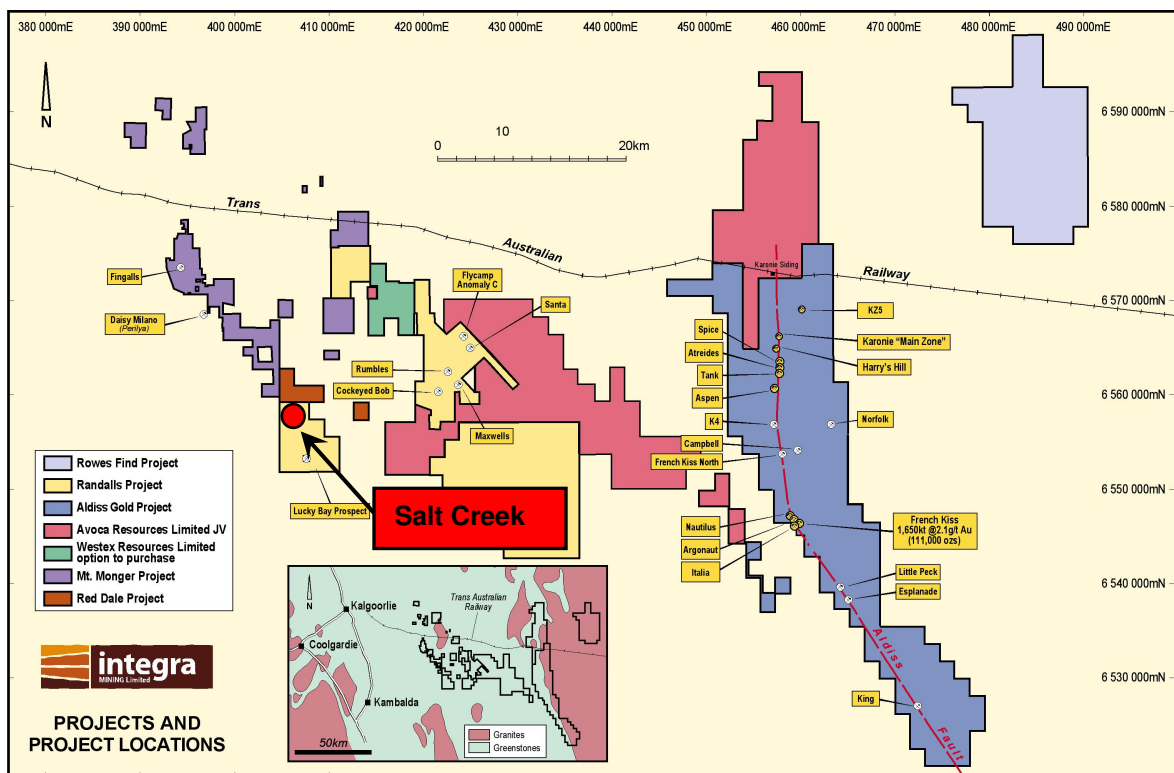 380 000mE
390 000mE
400 000mE
410 000mE
420 000mE
430 000mE
440 000mE
450 000mE
460 000mE
470 000mE
480 000mE
490 000mE
N
10
0
20km
6 590 000mN
6 580 000mN
6 570 000mN
6 560 000mN
6 550 000mN
6 540 000mN
6 530 000mN
Trans
Australian
Railway
Karonie Siding
Fingalls
Daisy Milano
(Perilya)
Flycamp
Anomaly C
Santa
Rumbles
Cockeyed Bob
Maxwells
Lucky Bay Prospect
Salt Creek
KZ5
Spice
Karonie "Main Zone"
Atreides
Harry's Hill
Tank
Aspen
K4
Norfolk
Campbell
French Kiss North
Nautilus
French Kiss
1,650kt @2.1g/t Au
(111,000 ozs)
Argonaut
Italia
Little Peck
Esplanade
King
Aldiss
Fault
Rowes Find Project
Randalls Project
Aldiss Gold Project
Avoca Resources Limited JV
Westex Resources Limited
option to purchase
Mt. Monger Project
Red Dale Project
integra
MINING Limited
PROJECTS AND
PROJECT LOCATIONS
N
Trans Australian
Railway
Kalgoorlie
Coolgardie
Kambalda
50km
Granites
Greenstones